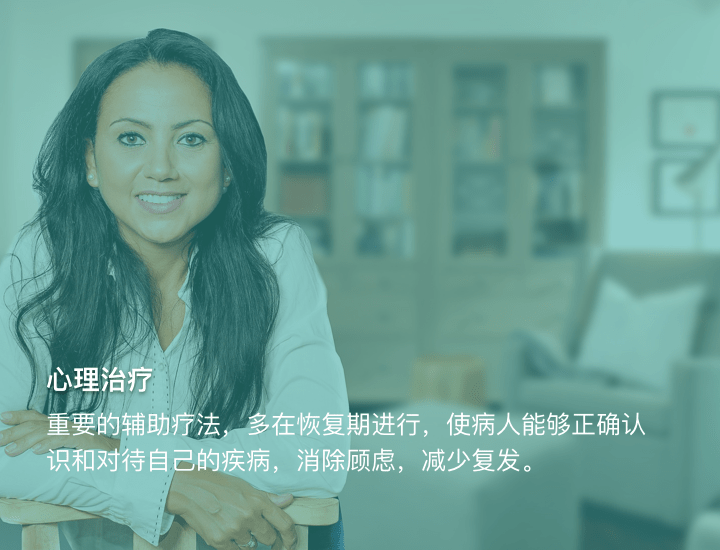 心理治疗
重要的辅助疗法，多在恢复期进行，使病人能够正确认
识和对待自己的疾病，消除顾虑，减少复发。